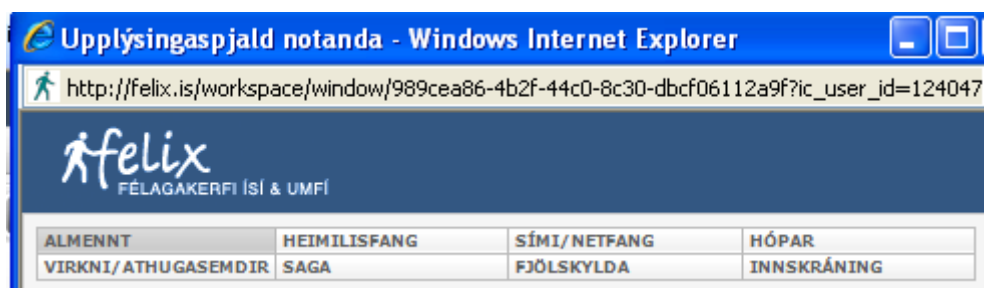 Upplýsingaspjald notanda - Windows Internet Explorer
http://felix.is/workspace/window/989cea86-4b2f-44c0-8c30-dbcf06112a9f?ic_user_id=124047
felix
FÉLAGAKERFI ÍSÍ & UMFÍ
ALMENNT HEIMILISFANG SÍMI/NETFANG HÓPAR
VIRKNI/ATHUGASEMDIR SAGA FJÖLSKYLDA INNSKRÁNING